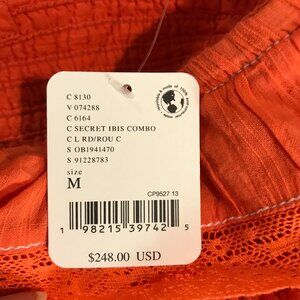 C 8130
V 074288
C 6164
C SECRET IBIS COMBO
C L RD/ROU C
S OB1941470
S 91228783
size
M
CP9527 13
1 98215 39742 5
$248.00 USD